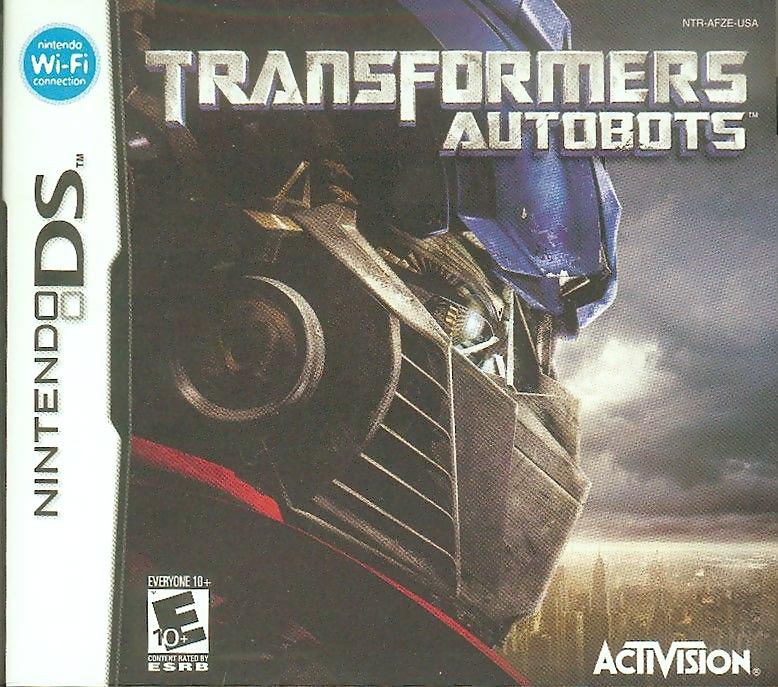 NTR-AFZE-USA
nintendo
Wi-Fi
connection
TRANSFORMERS
AUTOBOTS™
NINTENDO DS™
EVERYONE 10+
E
10+
CONTENT RATED BY
ESRB
ACTIVISION®